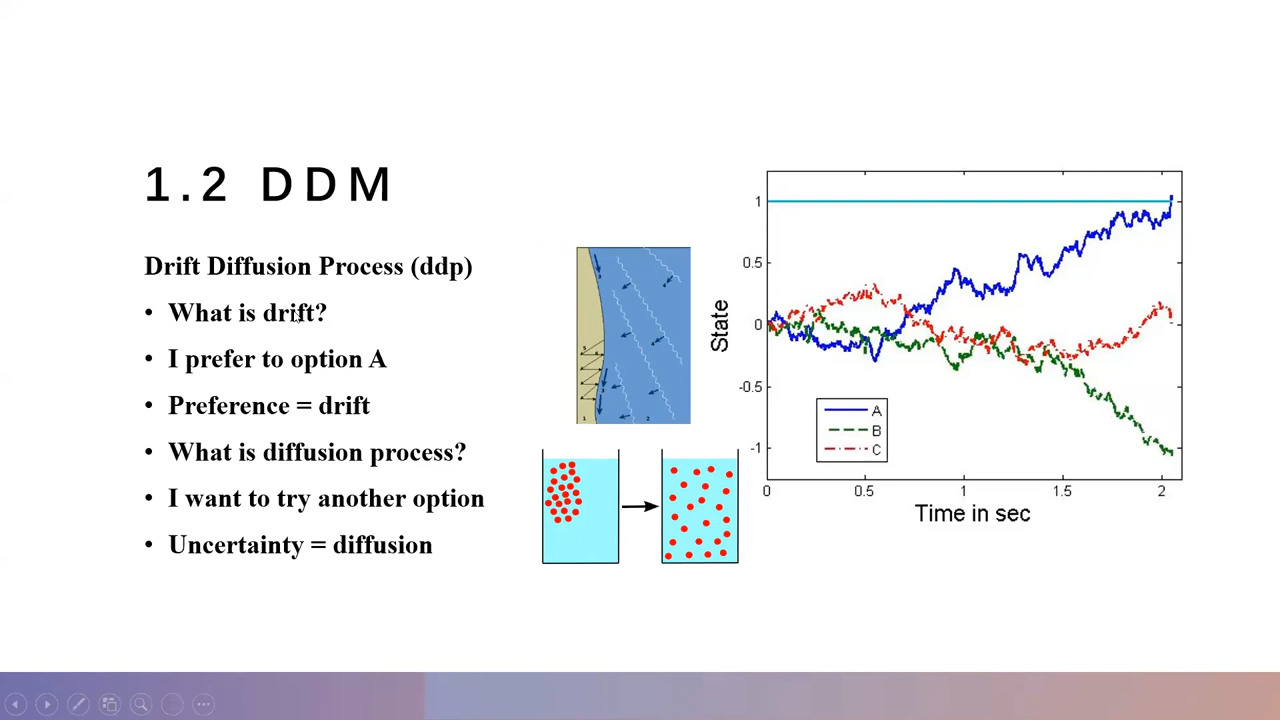 1.2 DDM
Drift Diffusion Process (ddp)
• What is drift?
• I prefer to option A
• Preference = drift
• What is diffusion process?
• I want to try another option
• Uncertainty = diffusion
1
0.5
0
-0.5
-1
State
A
B
C
0
0.5
1
1.5
2
Time in sec